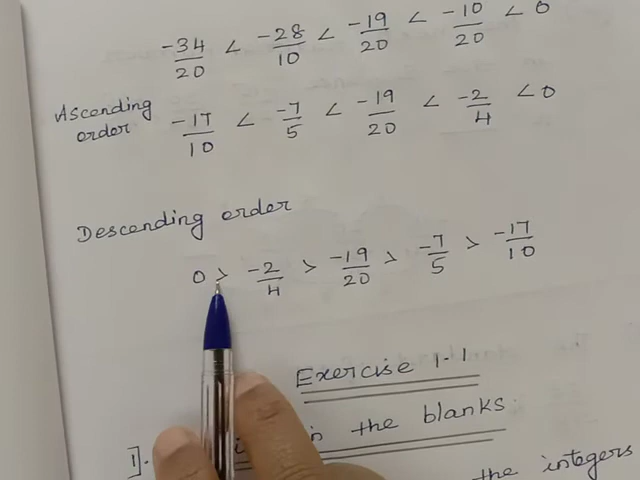 -34/20 < -28/10 < -19/20 < -10/20 < 0
Ascending order -17/10 < -7/5 < -19/20 < -2/4 < 0
Descending order
0 > -2/4 > -19/20 > -7/5 > -17/10
Exercise 1.1
1]. the blanks.
the integers